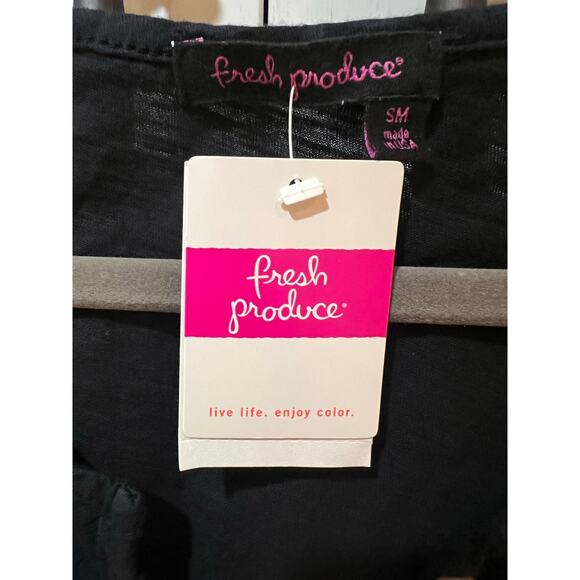 fresh produce®
SM
made
in USA
fresh
produce®
live life. enjoy color.